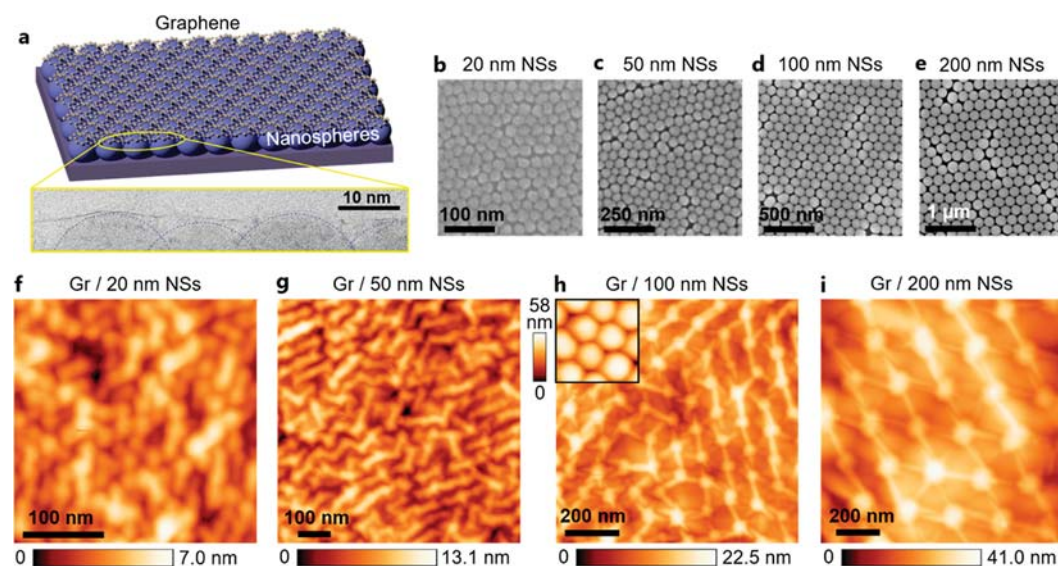 a
Graphene
Nanospheres
10 nm
b 20 nm NSs
100 nm
c 50 nm NSs
250 nm
d 100 nm NSs
500 nm
e 200 nm NSs
1 µm
f Gr / 20 nm NSs
100 nm
0 7.0 nm
g Gr / 50 nm NSs
100 nm
0 13.1 nm
h Gr / 100 nm NSs
58
nm
0
200 nm
0 22.5 nm
i Gr / 200 nm NSs
200 nm
0 41.0 nm